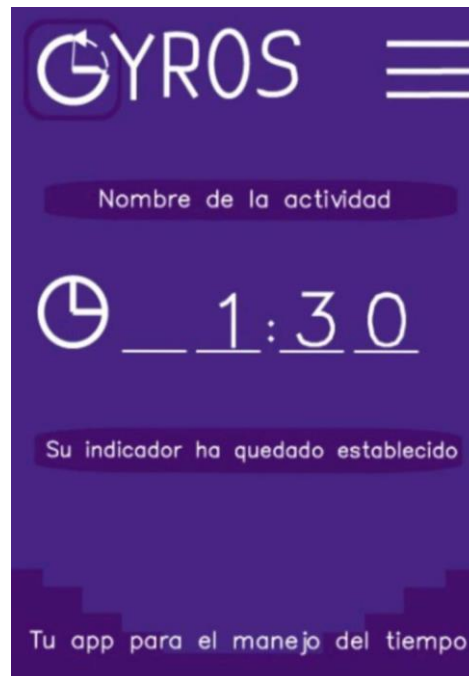 GYROS
Nombre de la actividad
_ 1:30
Su indicador ha quedado establecido
Tu app para el manejo del tiempo